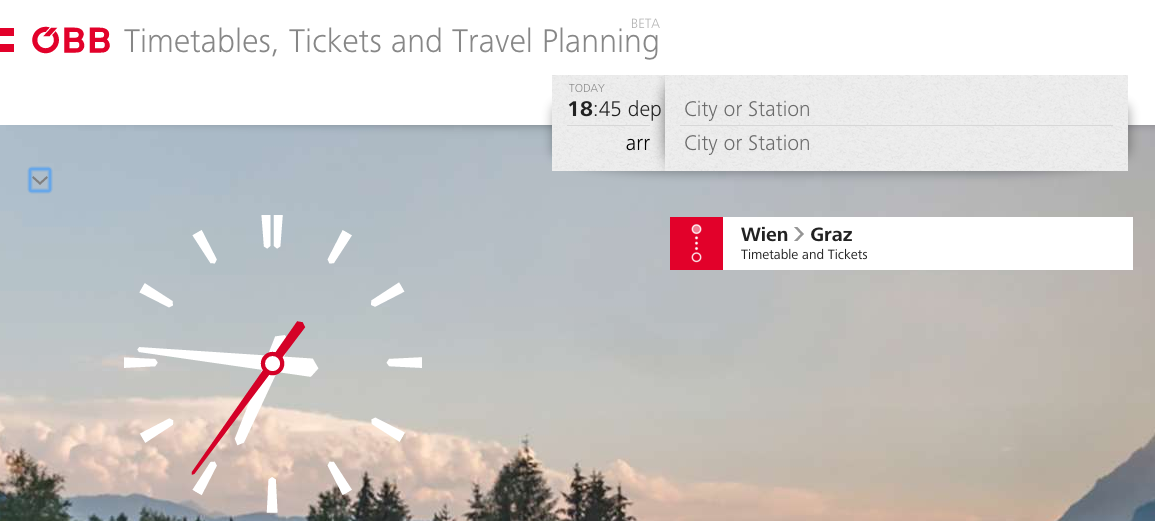 ÖBB Timetables, Tickets and Travel Planning BETA
TODAY
18:45 dep City or Station
arr City or Station
Wien > Graz
Timetable and Tickets